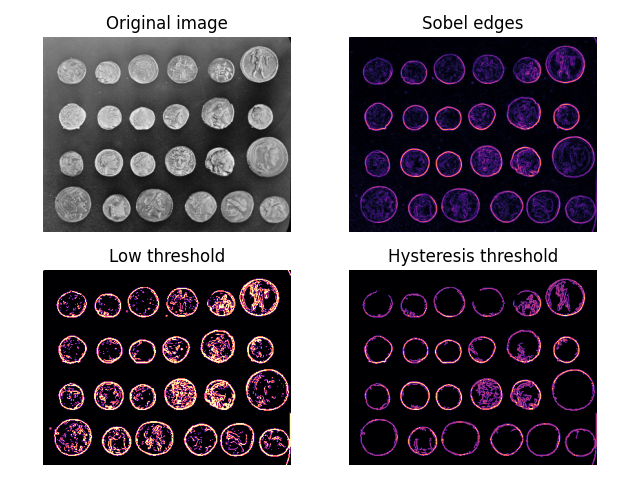 Original image
Sobel edges
Low threshold
Hysteresis threshold